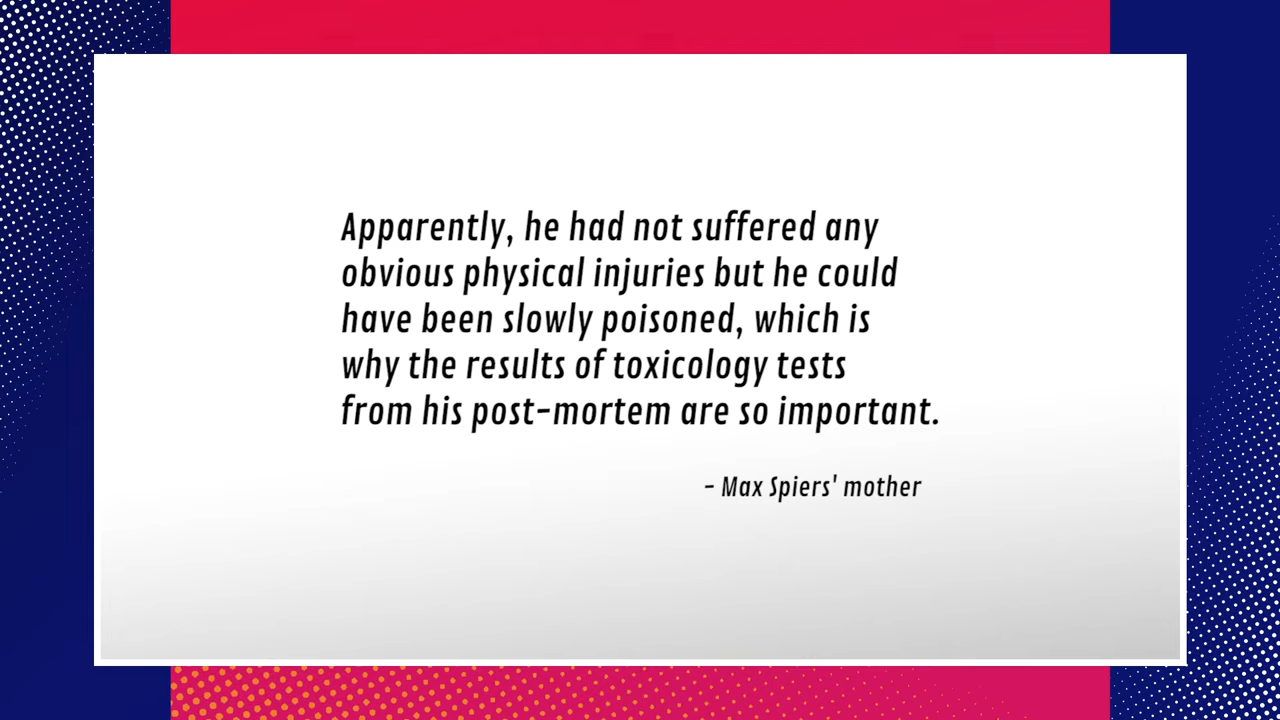 Apparently, he had not suffered any
obvious physical injuries but he could
have been slowly poisoned, which is
why the results of toxicology tests
from his post-mortem are so important.
- Max Spiers' mother